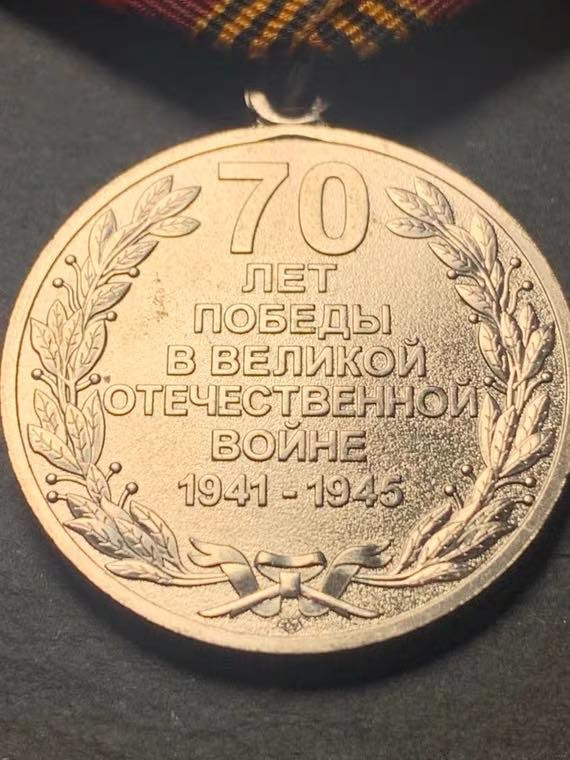 70
ЛЕТ
ПОБЕДЫ
В ВЕЛИКОЙ
ОТЕЧЕСТВЕННОЙ
ВОЙНЕ
1941 - 1945